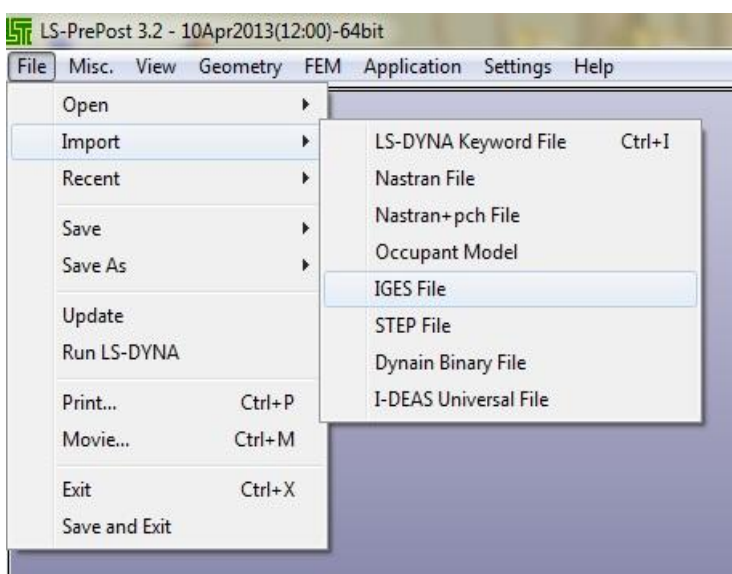 LS-PrePost 3.2 - 10Apr2013(12:00)-64bit
File Misc. View Geometry FEM Application Settings Help
Open
Import
Recent
Save
Save As
Update
Run LS-DYNA
Print... Ctrl+P
Movie... Ctrl+M
Exit Ctrl+X
Save and Exit
LS-DYNA Keyword File Ctrl+I
Nastran File
Nastran+pch File
Occupant Model
IGES File
STEP File
Dynain Binary File
I-DEAS Universal File